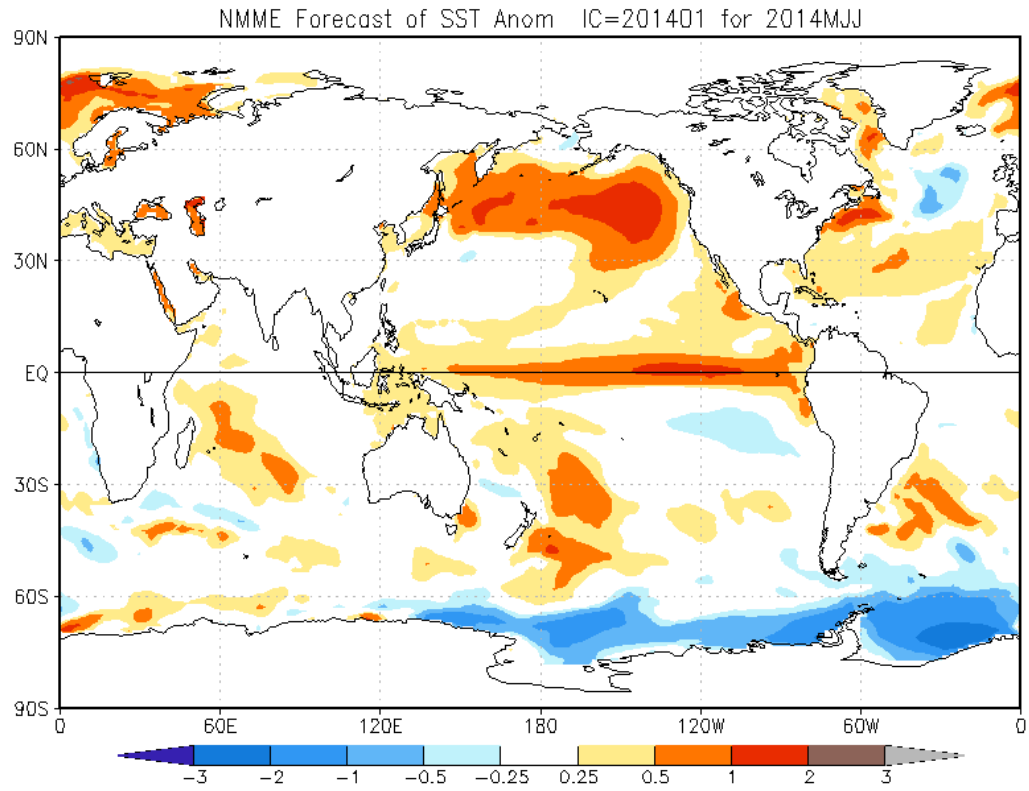 NMME Forecast of SST Anom IC=201401 for 2014MJJ
90N
60N
30N
EQ
30S
60S
90S
0 60E 120E 180 120W 60W 0
-3 -2 -1 -0.5 -0.25 0.25 0.5 1 2 3